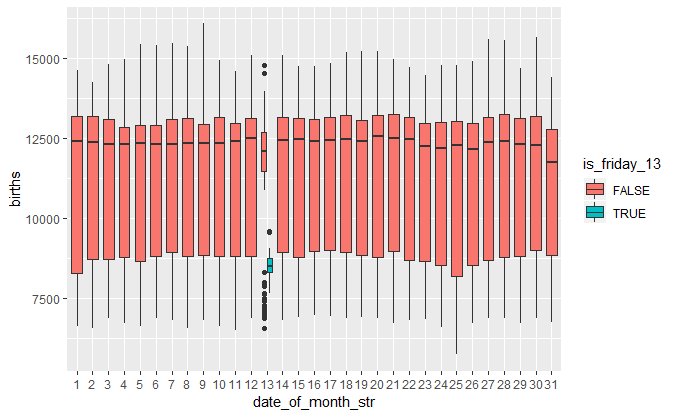 births
15000
12500
10000
7500
1 2 3 4 5 6 7 8 9 10 11 12 13 14 15 16 17 18 19 20 21 22 23 24 25 26 27 28 29 30 31
date_of_month_str
is_friday_13
FALSE
TRUE